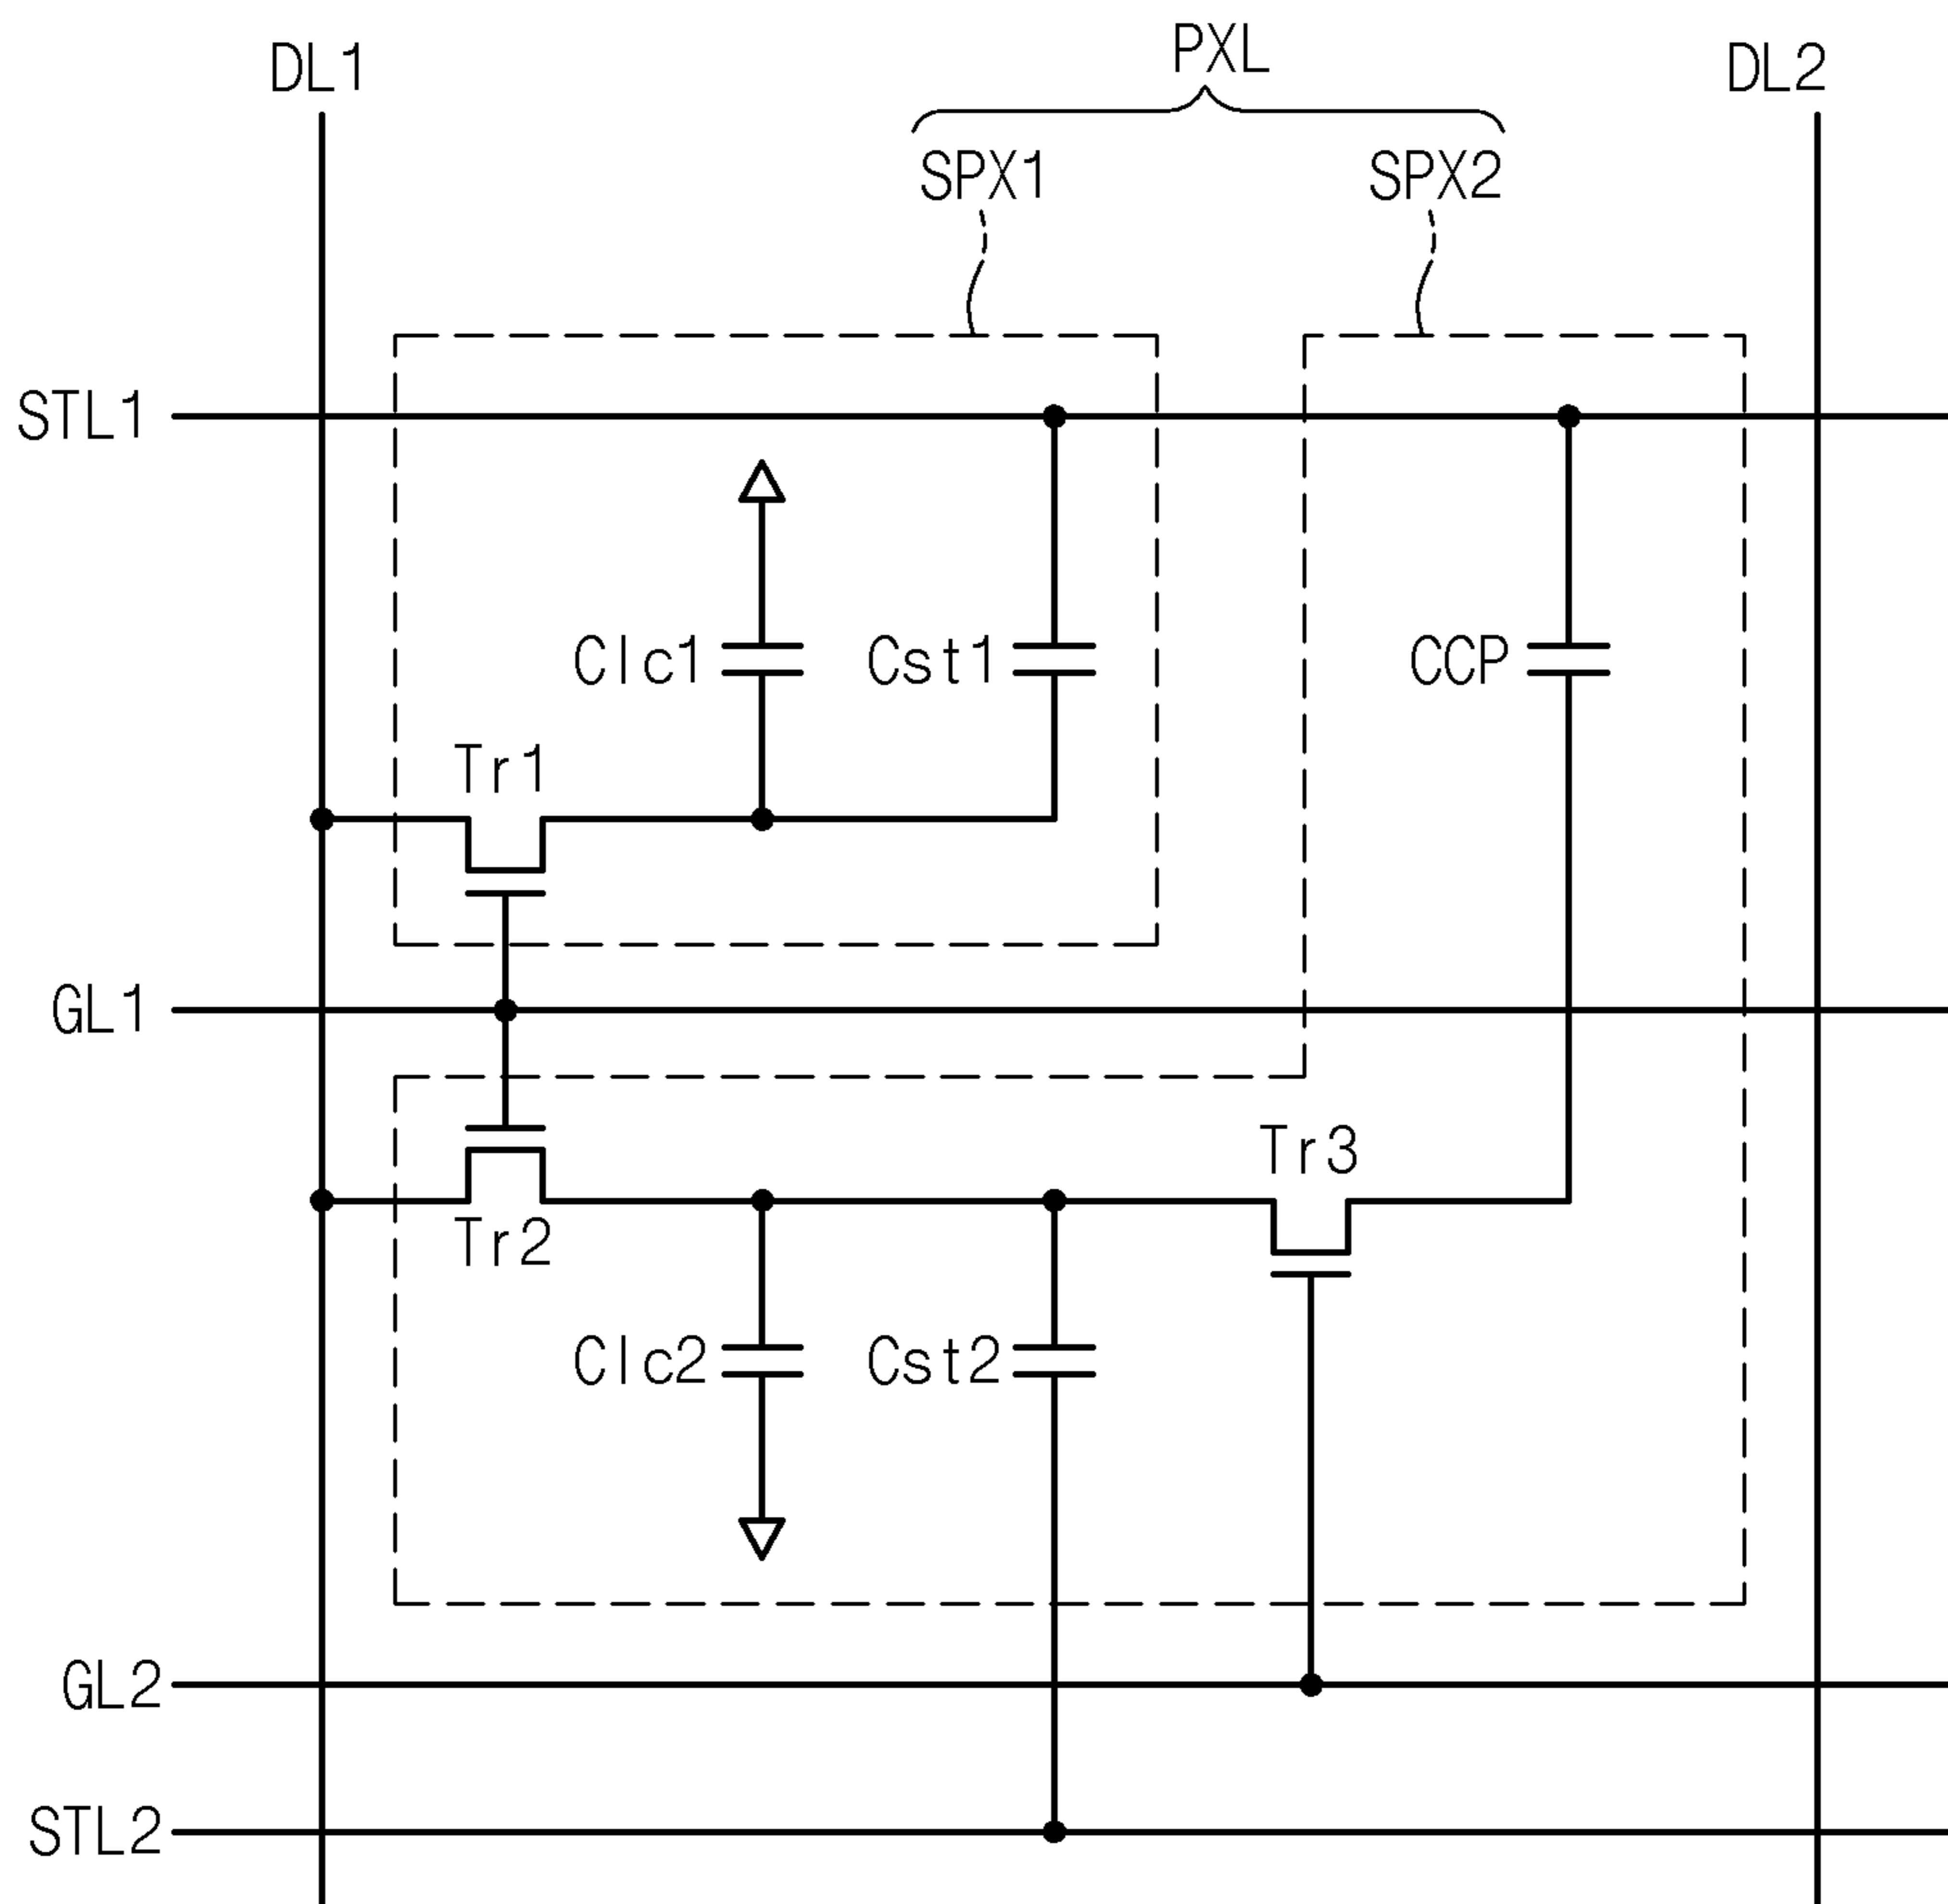 PXL
DL1
DL2
SPX1
SPX2
STL1
Clc1
Cst1
CCP
Tr1
GL1
Tr3
Tr2
Clc2
Cst2
GL2
STL2